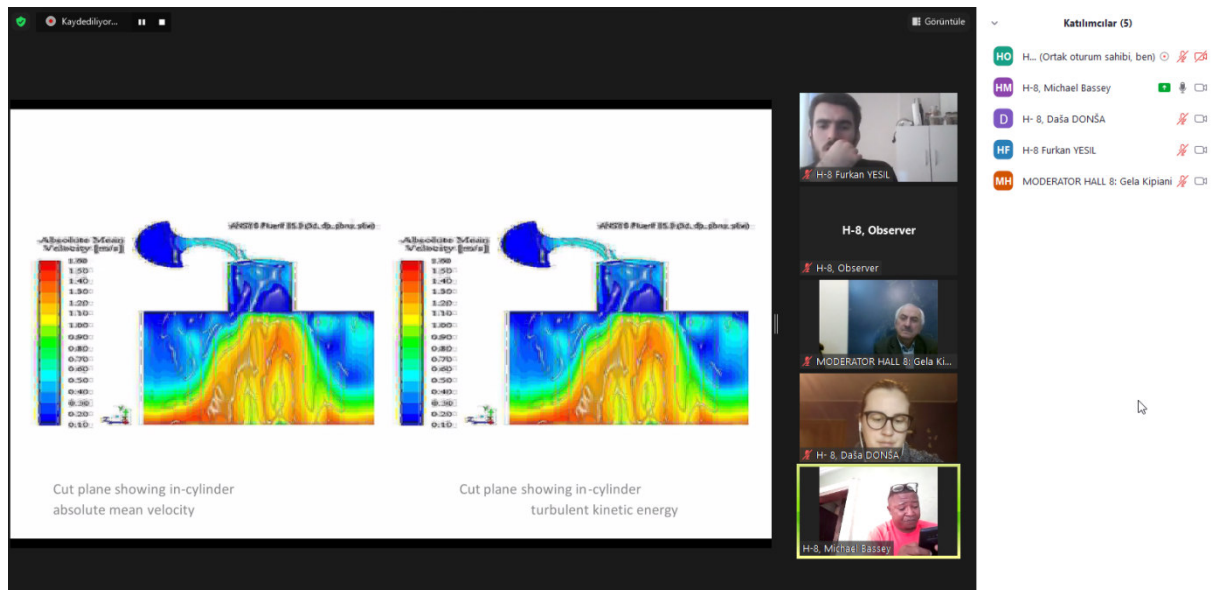 Kaydediliyor...
Görüntüle
Absolute Mean
Velocity [m/s]
1.60
1.50
1.40
1.30
1.20
1.10
1.00
0.90
0.80
0.70
0.60
0.50
0.40
0.30
0.20
0.10
Absolute Mean
Velocity [m/s]
1.60
1.50
1.40
1.30
1.20
1.10
1.00
0.90
0.80
0.70
0.60
0.50
0.40
0.30
0.20
0.10
Cut plane showing in-cylinder
absolute mean velocity
Cut plane showing in-cylinder
turbulent kinetic energy
H-8 Furkan YESIL
H-8, Observer
H-8, Observer
MODERATOR HALL 8: Gela Ki...
H- 8, Daša DONŠA
H-8, Michael Bassey
Katılımcılar (5)
HO H... (Ortak oturum sahibi, ben)
HM H-8, Michael Bassey
D H- 8, Daša DONŠA
HF H-8 Furkan YESIL
MH MODERATOR HALL 8: Gela Kipiani